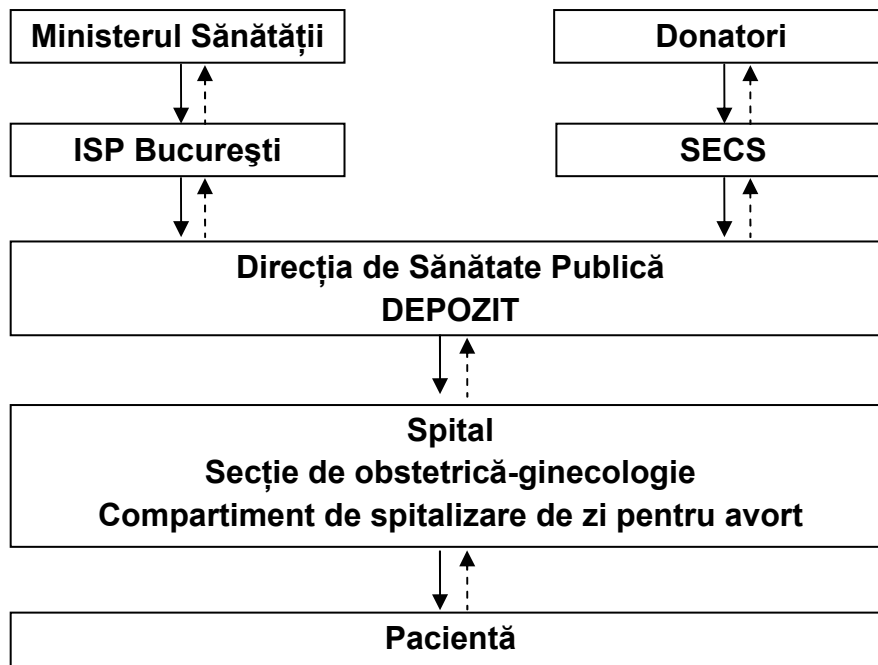 Ministerul Sănătății
Donatori
ISP Bucureşti
SECS
Direcția de Sănătate Publică
DEPOZIT
Spital
Secție de obstetrică-ginecologie
Compartiment de spitalizare de zi pentru avort
Pacientă